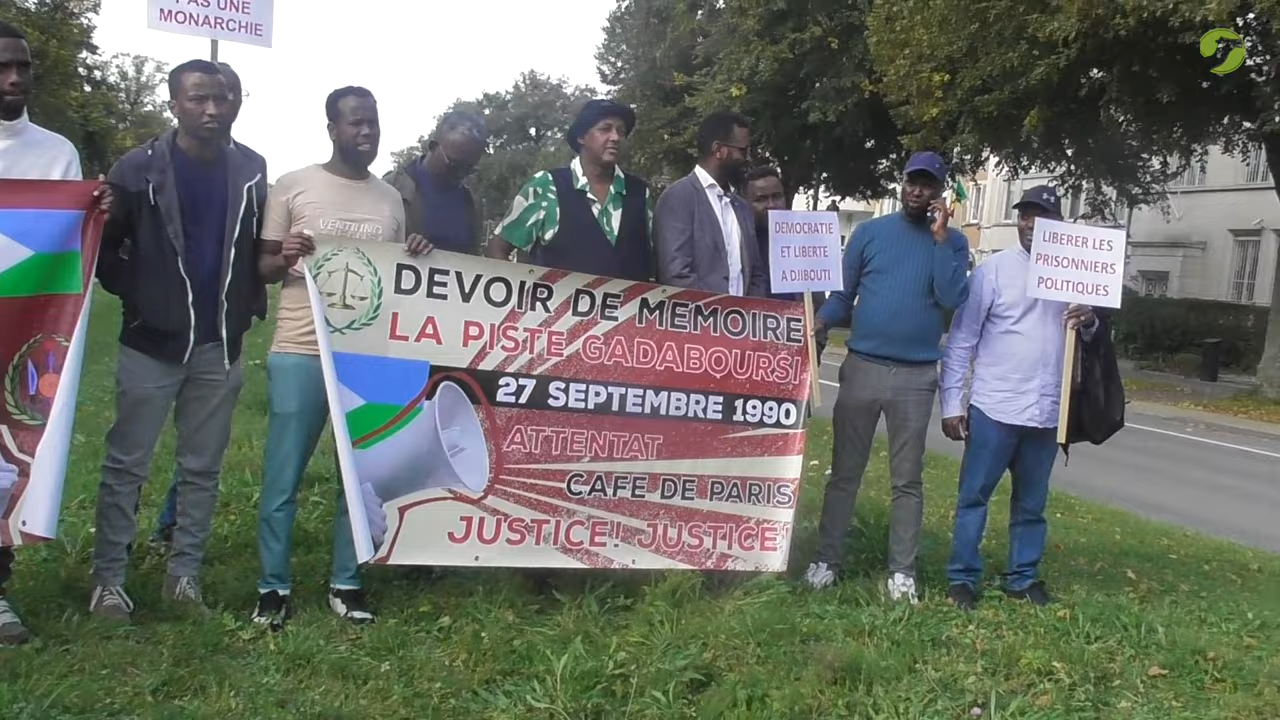 PAS UNE
MONARCHIE
VENTIUNO
DEVOIR DE MEMOIRE
LA PISTE GADABOURSI
27 SEPTEMBRE 1990
ATTENTAT
CAFE DE PARIS
JUSTICE! JUSTICE!
DEMOCRATIE
ET LIBERTE
A DJIBOUTI
LIBERER LES
PRISONNIERS
POLITIQUES